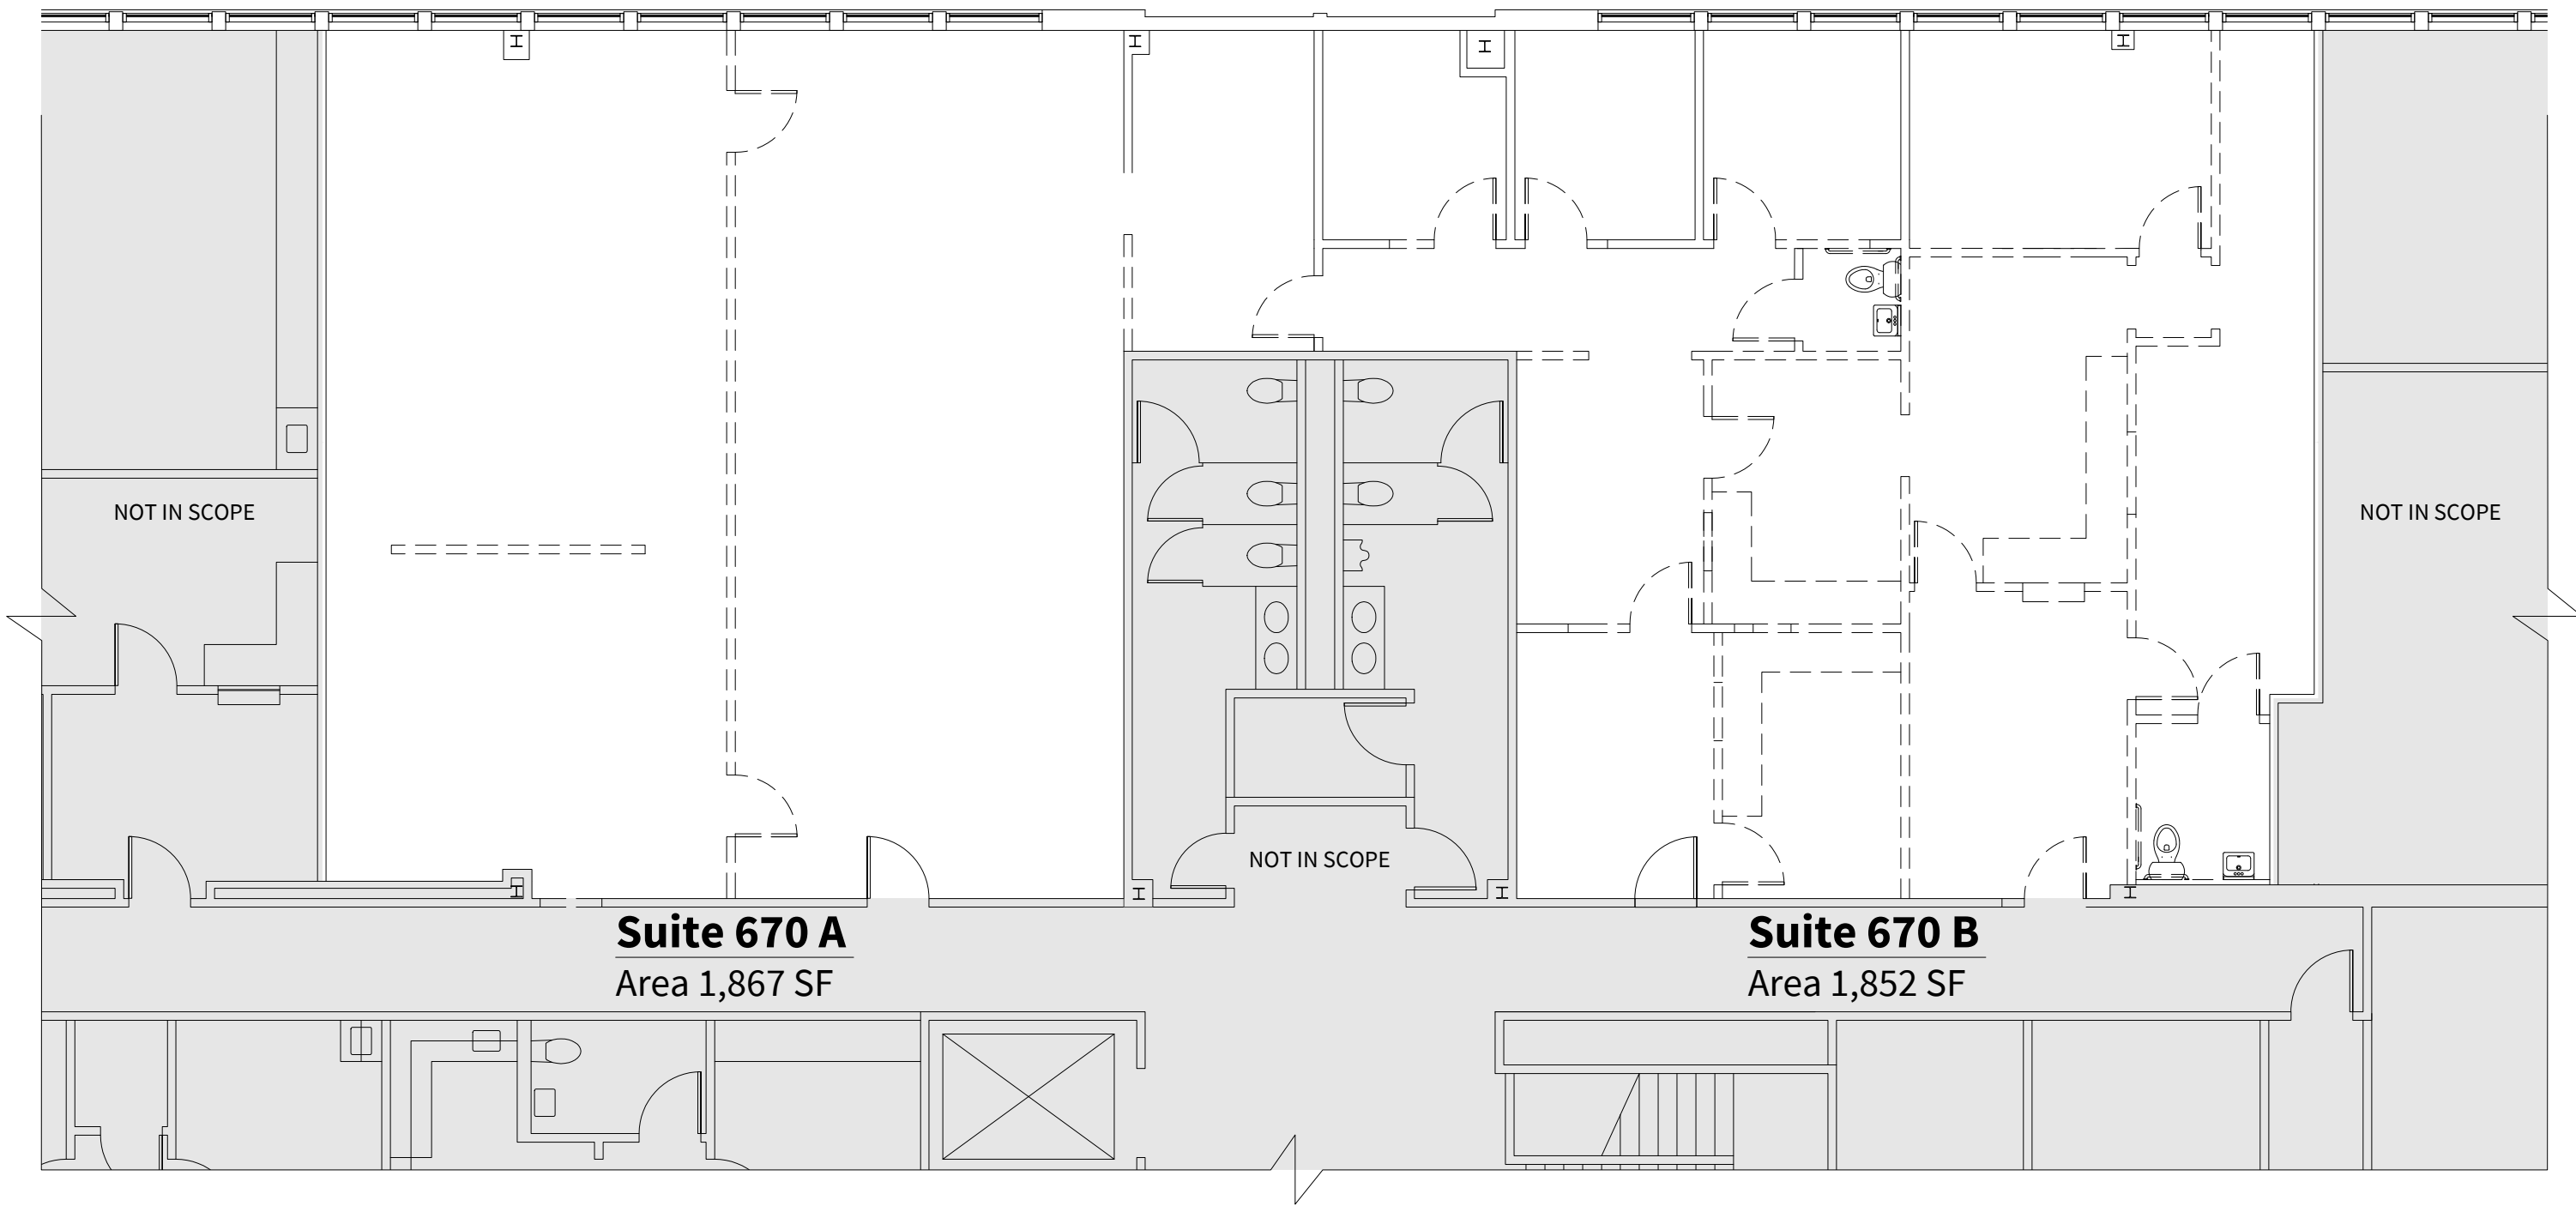 NOT IN SCOPE
NOT IN SCOPE
NOT IN SCOPE
Suite 670 A
Area 1,867 SF
Suite 670 B
Area 1,852 SF